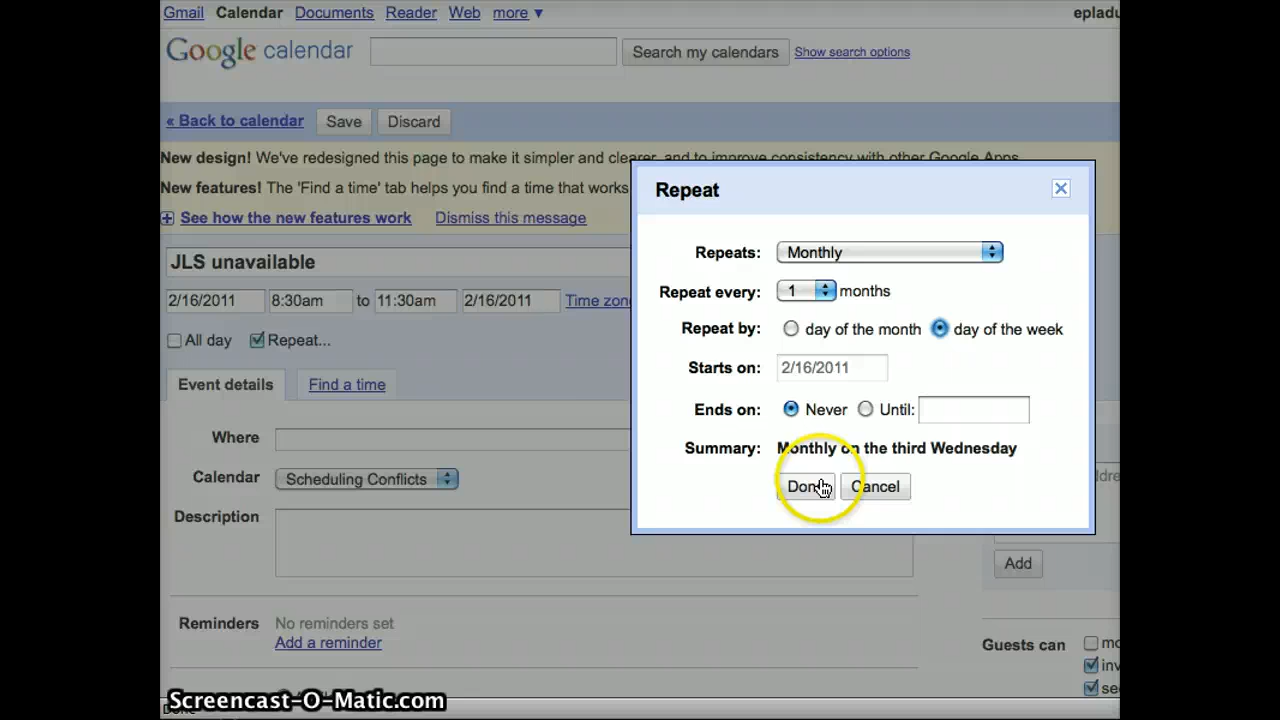 Gmail Calendar Documents Reader Web more ▼ epladu
Google calendar Search my calendars Show search options
« Back to calendar Save Discard
New design! We've redesigned this page to make it simpler and clearer, and to improve consistency with other Google Apps.
New features! The 'Find a time' tab helps you find a time that works
See how the new features work Dismiss this message
JLS unavailable
2/16/2011 8:30am to 11:30am 2/16/2011 Time zon
All day Repeat...
Event details Find a time
Where
Calendar Scheduling Conflicts
Description
Add
Reminders No reminders set
Add a reminder
Guests can mo
inv
see
Repeat
Repeats: Monthly
Repeat every: 1 months
Repeat by: day of the month day of the week
Starts on: 2/16/2011
Ends on: Never Until:
Summary: Monthly on the third Wednesday
Done Cancel
Screencast-O-Matic.com